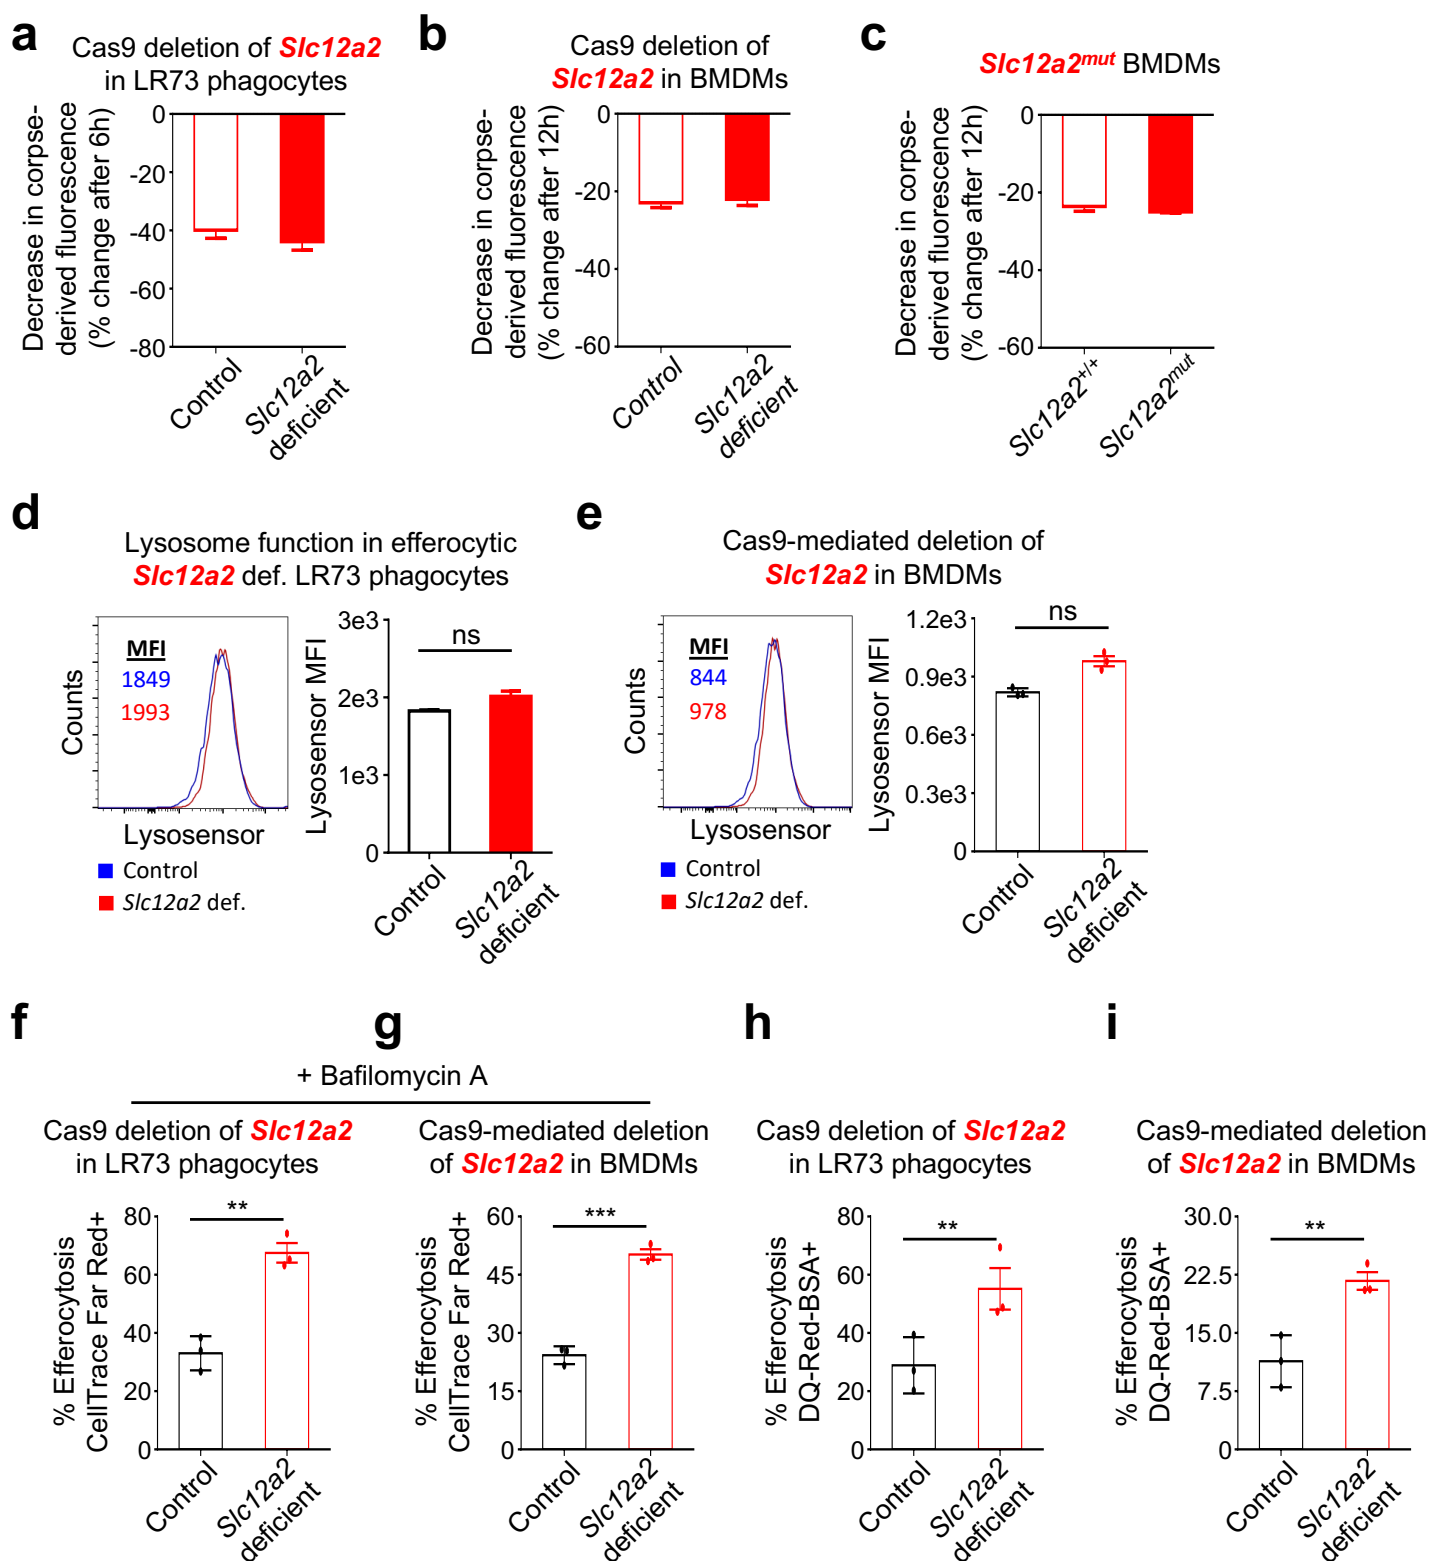 a
Cas9 deletion of Slc12a2
in LR73 phagocytes
Decrease in corpse-
derived fluorescence
(% change after 6h)
0
-20
-40
-60
-80
Control
Slc12a2
deficient
b
Cas9 deletion of
Slc12a2 in BMDMs
Decrease in corpse-
derived fluorescence
(% change after 12h)
0
-20
-40
-60
Control
Slc12a2
deficient
c
Slc12a2mut BMDMs
Decrease in corpse-
derived fluorescence
(% change after 12h)
0
-20
-40
-60
Slc12a2+/+
Slc12a2mut
d
Lysosome function in efferocytic
Slc12a2 def. LR73 phagocytes
MFI
1849
1993
Counts
Lysosensor
Control
Slc12a2 def.
Lysosensor MFI
3e3
2e3
1e3
0
ns
Control
Slc12a2
deficient
e
Cas9-mediated deletion of
Slc12a2 in BMDMs
MFI
844
978
Counts
Lysosensor
Control
Slc12a2 def.
Lysosensor MFI
1.2e3
0.9e3
0.6e3
0.3e3
0
ns
Control
Slc12a2
deficient
f
g
+ Bafilomycin A
Cas9 deletion of Slc12a2
in LR73 phagocytes
% Efferocytosis
CellTrace Far Red+
80
60
40
20
0
**
Control
Slc12a2
deficient
Cas9-mediated deletion
of Slc12a2 in BMDMs
% Efferocytosis
CellTrace Far Red+
60
45
30
15
0
***
Control
Slc12a2
deficient
h
Cas9 deletion of Slc12a2
in LR73 phagocytes
% Efferocytosis
DQ-Red-BSA+
80
60
40
20
0
**
Control
Slc12a2
deficient
i
Cas9-mediated deletion
of Slc12a2 in BMDMs
% Efferocytosis
DQ-Red-BSA+
30.0
22.5
15.0
7.5
0
**
Control
Slc12a2
deficient